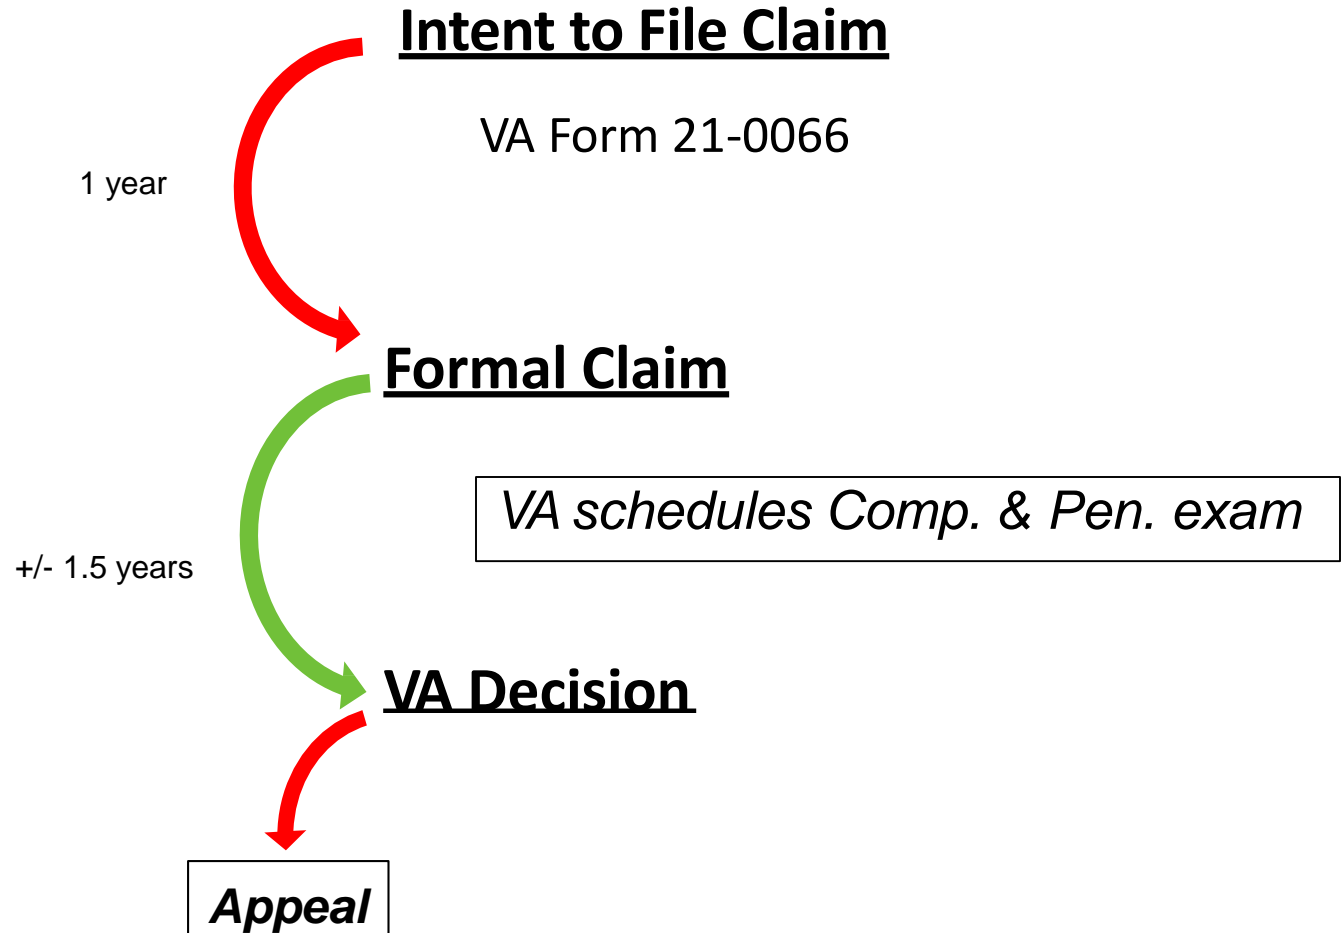 Intent to File Claim
VA Form 21-0066
1 year
Formal Claim
VA schedules Comp. & Pen. exam
+/- 1.5 years
VA Decision
Appeal